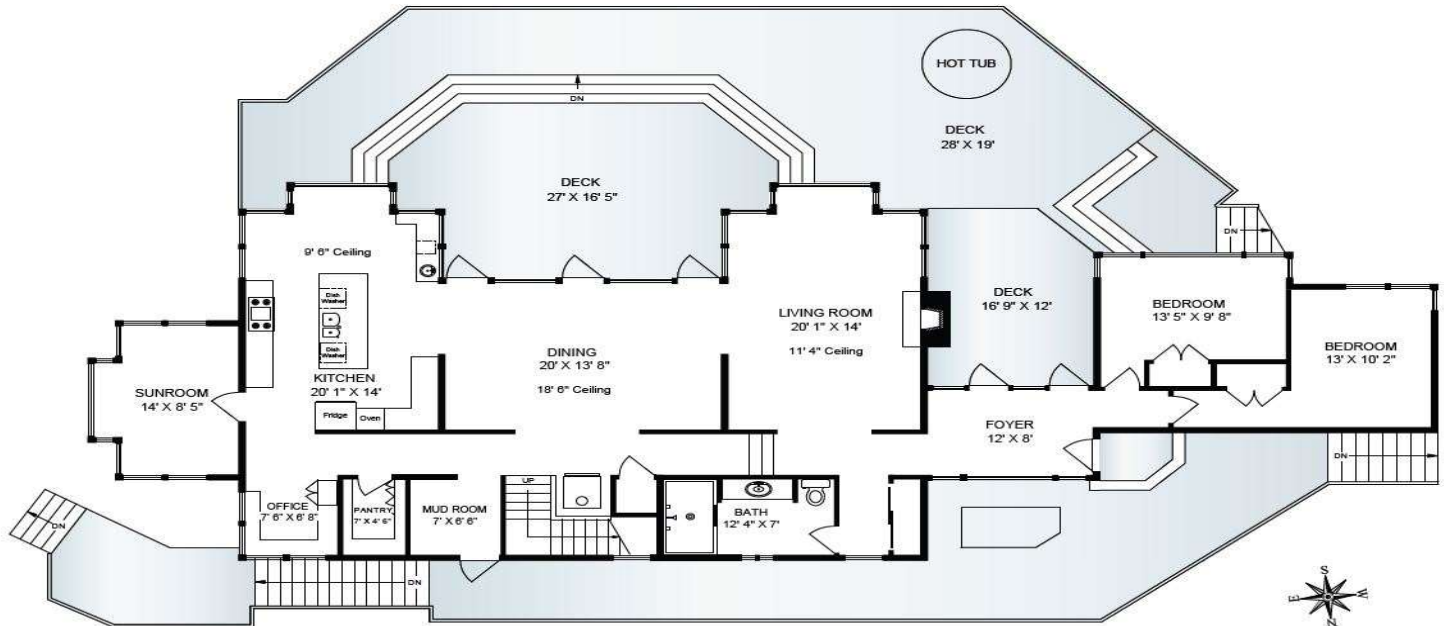 HOT TUB
DN
DECK
28' X 19'
DECK
27' X 16' 5"
DN
9' 6" Ceiling
Dish
Washer
Dish
Washer
KITCHEN
20' 1" X 14'
Fridge
Oven
SUNROOM
14' X 8' 5"
DINING
20' X 13' 8"
18' 6" Ceiling
LIVING ROOM
20' 1" X 14'
11' 4" Ceiling
DECK
16' 9" X 12'
BEDROOM
13' 5" X 9' 8"
BEDROOM
13' X 10' 2"
FOYER
12' X 8'
DN
UP
OFFICE
7' 6" X 6' 8"
PANTRY
7' X 4' 6"
MUD ROOM
7' X 6' 6"
BATH
12' 4" X 7'
DN
DN
S
E
W
N